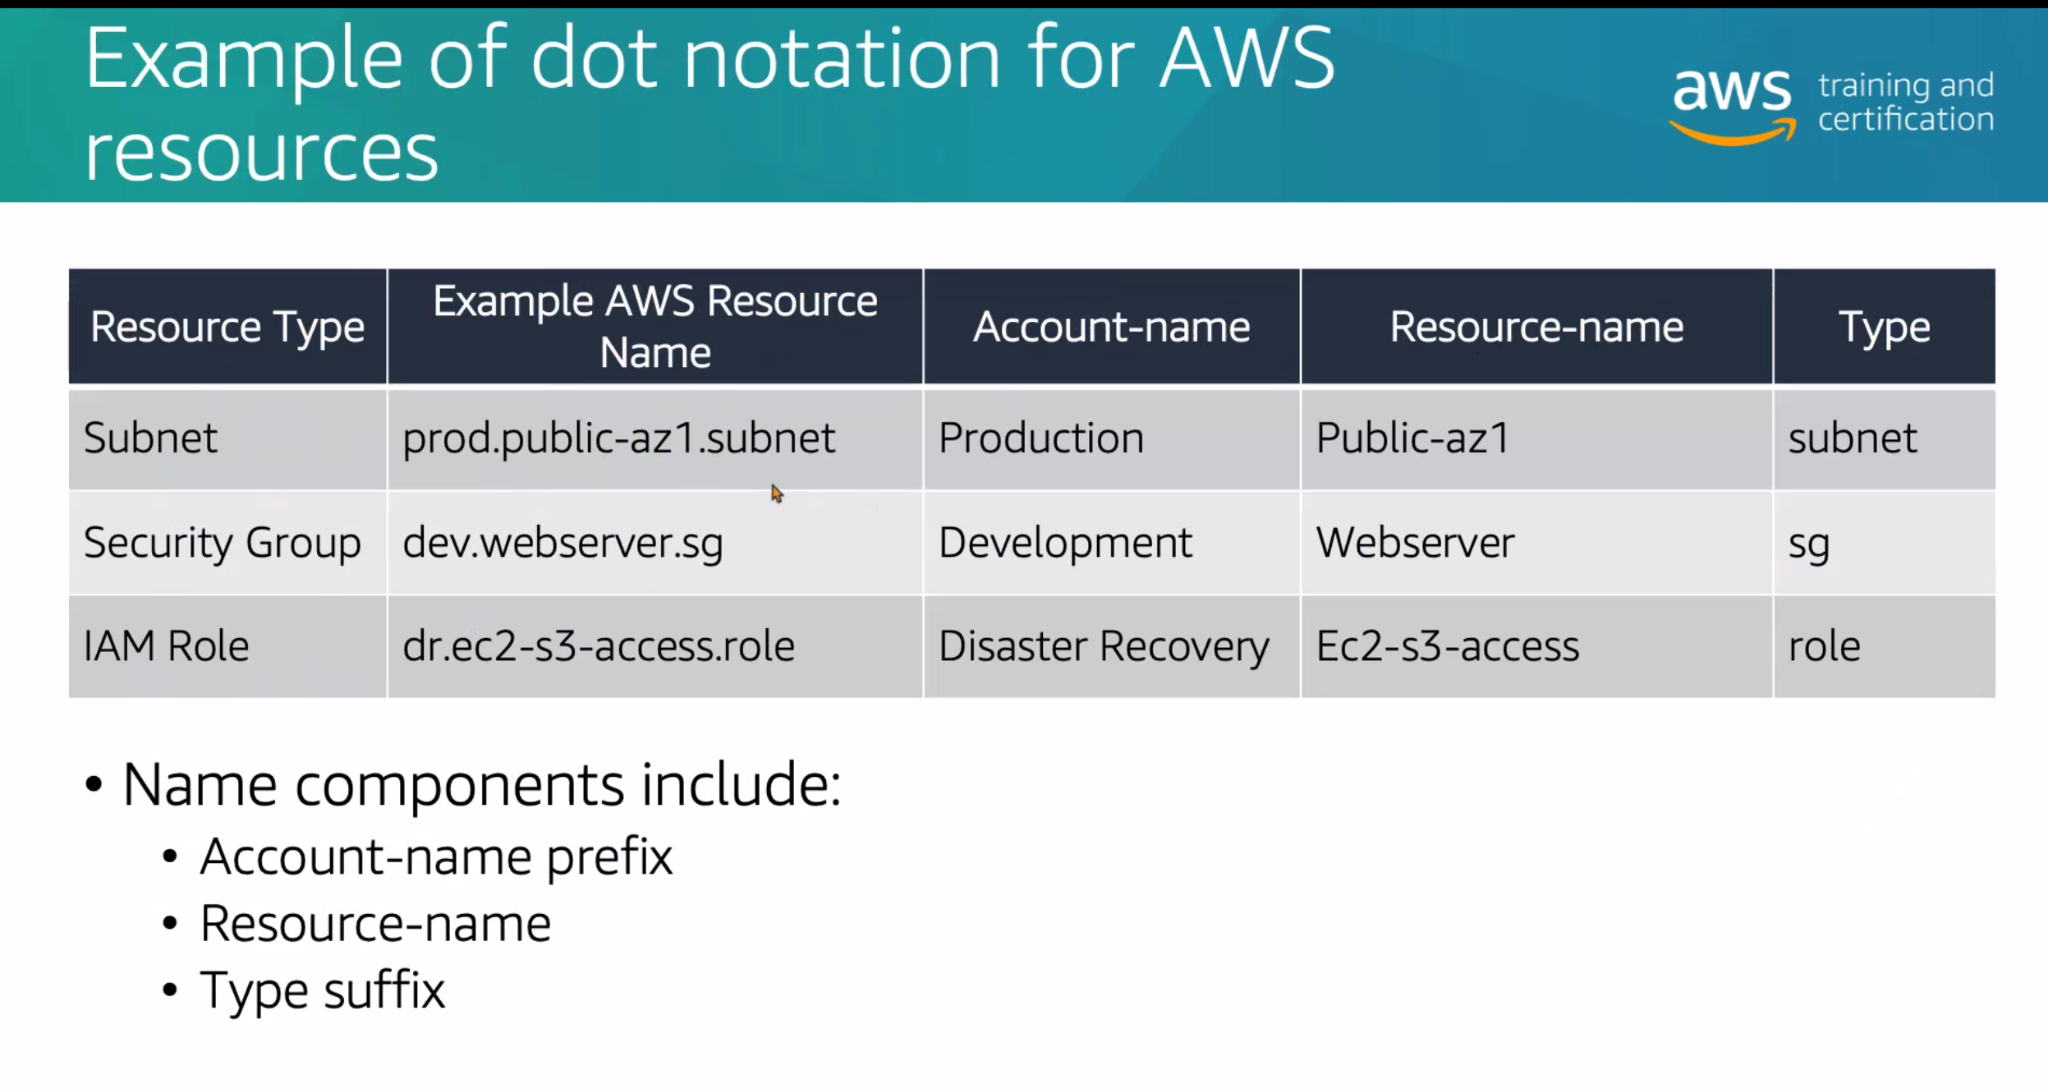 Example of dot notation for AWS
resources
aws training and
certification
Resource Type
Example AWS Resource
Name
Account-name
Resource-name
Type
Subnet
prod.public-az1.subnet
Production
Public-az1
subnet
Security Group
dev.webserver.sg
Development
Webserver
sg
IAM Role
dr.ec2-s3-access.role
Disaster Recovery
Ec2-s3-access
role
• Name components include:
• Account-name prefix
• Resource-name
• Type suffix